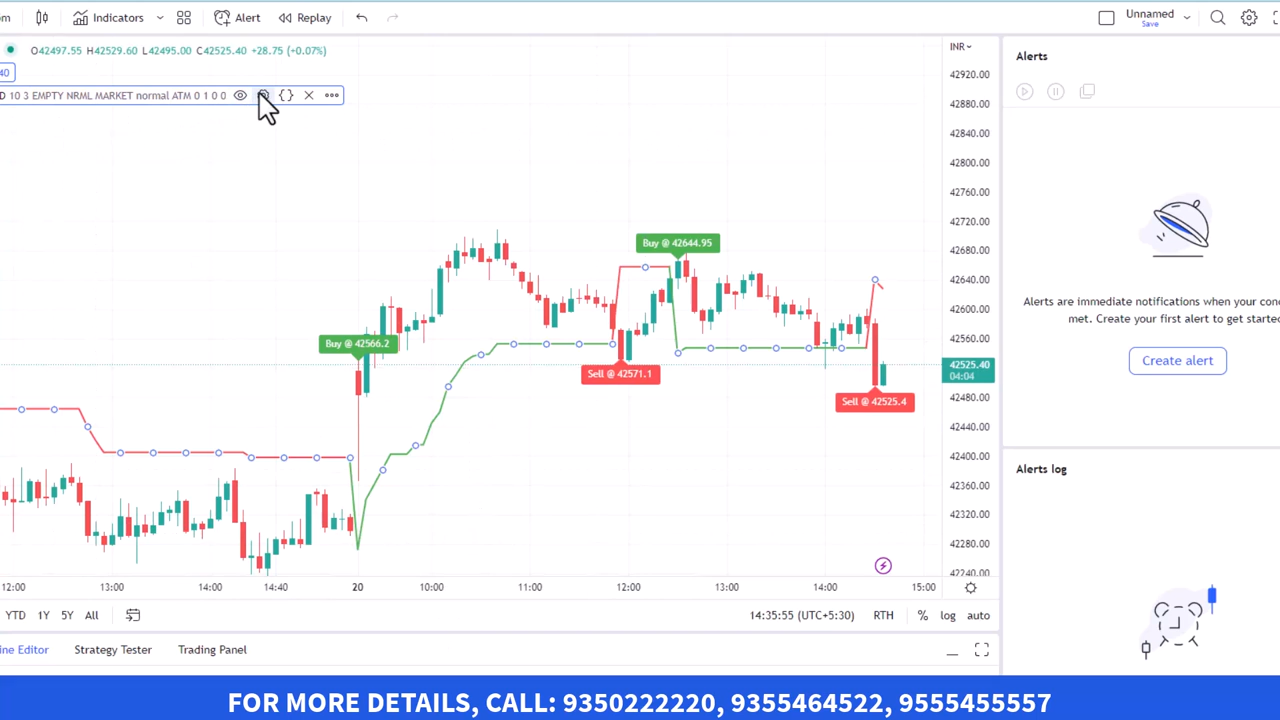 om Indicators Alert Replay Unnamed
Save
O42497.55 H42529.60 L42495.00 C42525.40 +28.75 (+0.07%)
INR
Alerts
40
D 10 3 EMPTY NRML MARKET normal ATM 0 1 0 0
42920.00
42880.00
42840.00
42800.00
42760.00
42720.00
42680.00
42640.00
42600.00
42560.00
42525.40
04:04
42480.00
42440.00
42400.00
42360.00
42320.00
42280.00
42240.00
Buy @ 42644.95
Buy @ 42566.2
Sell @ 42571.1
Sell @ 42525.4
Alerts are immediate notifications when your con
met. Create your first alert to get starte
Create alert
Alerts log
12:00 13:00 14:00 14:40 20 10:00 11:00 12:00 13:00 14:00 15:00
YTD 1Y 5Y All 14:35:55 (UTC+5:30) RTH % log auto
ine Editor Strategy Tester Trading Panel
FOR MORE DETAILS, CALL: 9350222220, 9355464522, 9555455557